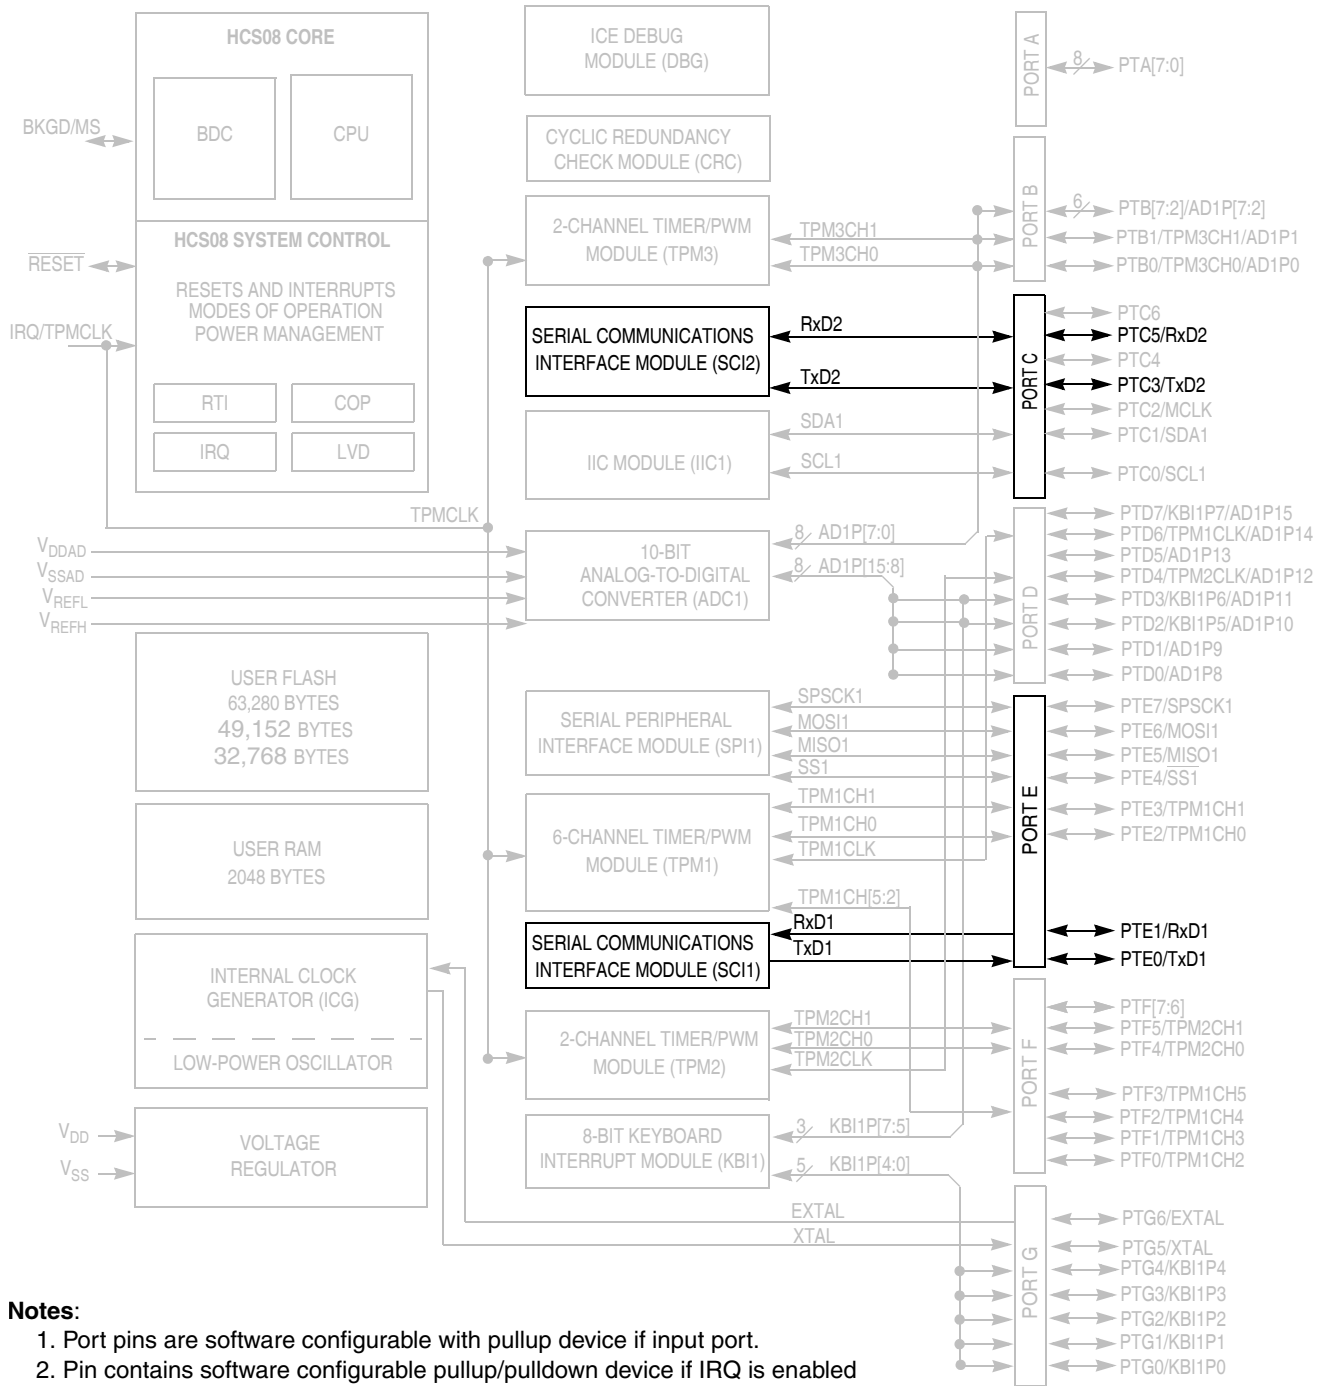 HCS08 CORE
BDC
CPU
BKGD/MS
HCS08 SYSTEM CONTROL
RESET
RESETS AND INTERRUPTS
MODES OF OPERATION
POWER MANAGEMENT
IRQ/TPMCLK
RTI
COP
IRQ
LVD
TPMCLK
VDDAD
VSSAD
VREFL
VREFH
USER FLASH
63,280 BYTES
49,152 BYTES
32,768 BYTES
USER RAM
2048 BYTES
INTERNAL CLOCK
GENERATOR (ICG)
LOW-POWER OSCILLATOR
VDD
VSS
VOLTAGE
REGULATOR
ICE DEBUG
MODULE (DBG)
CYCLIC REDUNDANCY
CHECK MODULE (CRC)
2-CHANNEL TIMER/PWM
MODULE (TPM3)
TPM3CH1
TPM3CH0
SERIAL COMMUNICATIONS
INTERFACE MODULE (SCI2)
RxD2
TxD2
IIC MODULE (IIC1)
SDA1
SCL1
10-BIT
ANALOG-TO-DIGITAL
CONVERTER (ADC1)
8 AD1P[7:0]
8 AD1P[15:8]
SERIAL PERIPHERAL
INTERFACE MODULE (SPI1)
SPSCK1
MOSI1
MISO1
SS1
6-CHANNEL TIMER/PWM
MODULE (TPM1)
TPM1CH1
TPM1CH0
TPM1CLK
TPM1CH[5:2]
SERIAL COMMUNICATIONS
INTERFACE MODULE (SCI1)
RxD1
TxD1
2-CHANNEL TIMER/PWM
MODULE (TPM2)
TPM2CH1
TPM2CH0
TPM2CLK
8-BIT KEYBOARD
INTERRUPT MODULE (KBI1)
3 KBI1P[7:5]
5 KBI1P[4:0]
EXTAL
XTAL
PORT A
8 PTA[7:0]
PORT B
6 PTB[7:2]/AD1P[7:2]
PTB1/TPM3CH1/AD1P1
PTB0/TPM3CH0/AD1P0
PORT C
PTC6
PTC5/RxD2
PTC4
PTC3/TxD2
PTC2/MCLK
PTC1/SDA1
PTC0/SCL1
PORT D
PTD7/KBI1P7/AD1P15
PTD6/TPM1CLK/AD1P14
PTD5/AD1P13
PTD4/TPM2CLK/AD1P12
PTD3/KBI1P6/AD1P11
PTD2/KBI1P5/AD1P10
PTD1/AD1P9
PTD0/AD1P8
PORT E
PTE7/SPSCK1
PTE6/MOSI1
PTE5/MISO1
PTE4/SS1
PTE3/TPM1CH1
PTE2/TPM1CH0
PTE1/RxD1
PTE0/TxD1
PORT F
PTF[7:6]
PTF5/TPM2CH1
PTF4/TPM2CH0
PTF3/TPM1CH5
PTF2/TPM1CH4
PTF1/TPM1CH3
PTF0/TPM1CH2
PORT G
PTG6/EXTAL
PTG5/XTAL
PTG4/KBI1P4
PTG3/KBI1P3
PTG2/KBI1P2
PTG1/KBI1P1
PTG0/KBI1P0
Notes:
1. Port pins are software configurable with pullup device if input port.
2. Pin contains software configurable pullup/pulldown device if IRQ is enabled